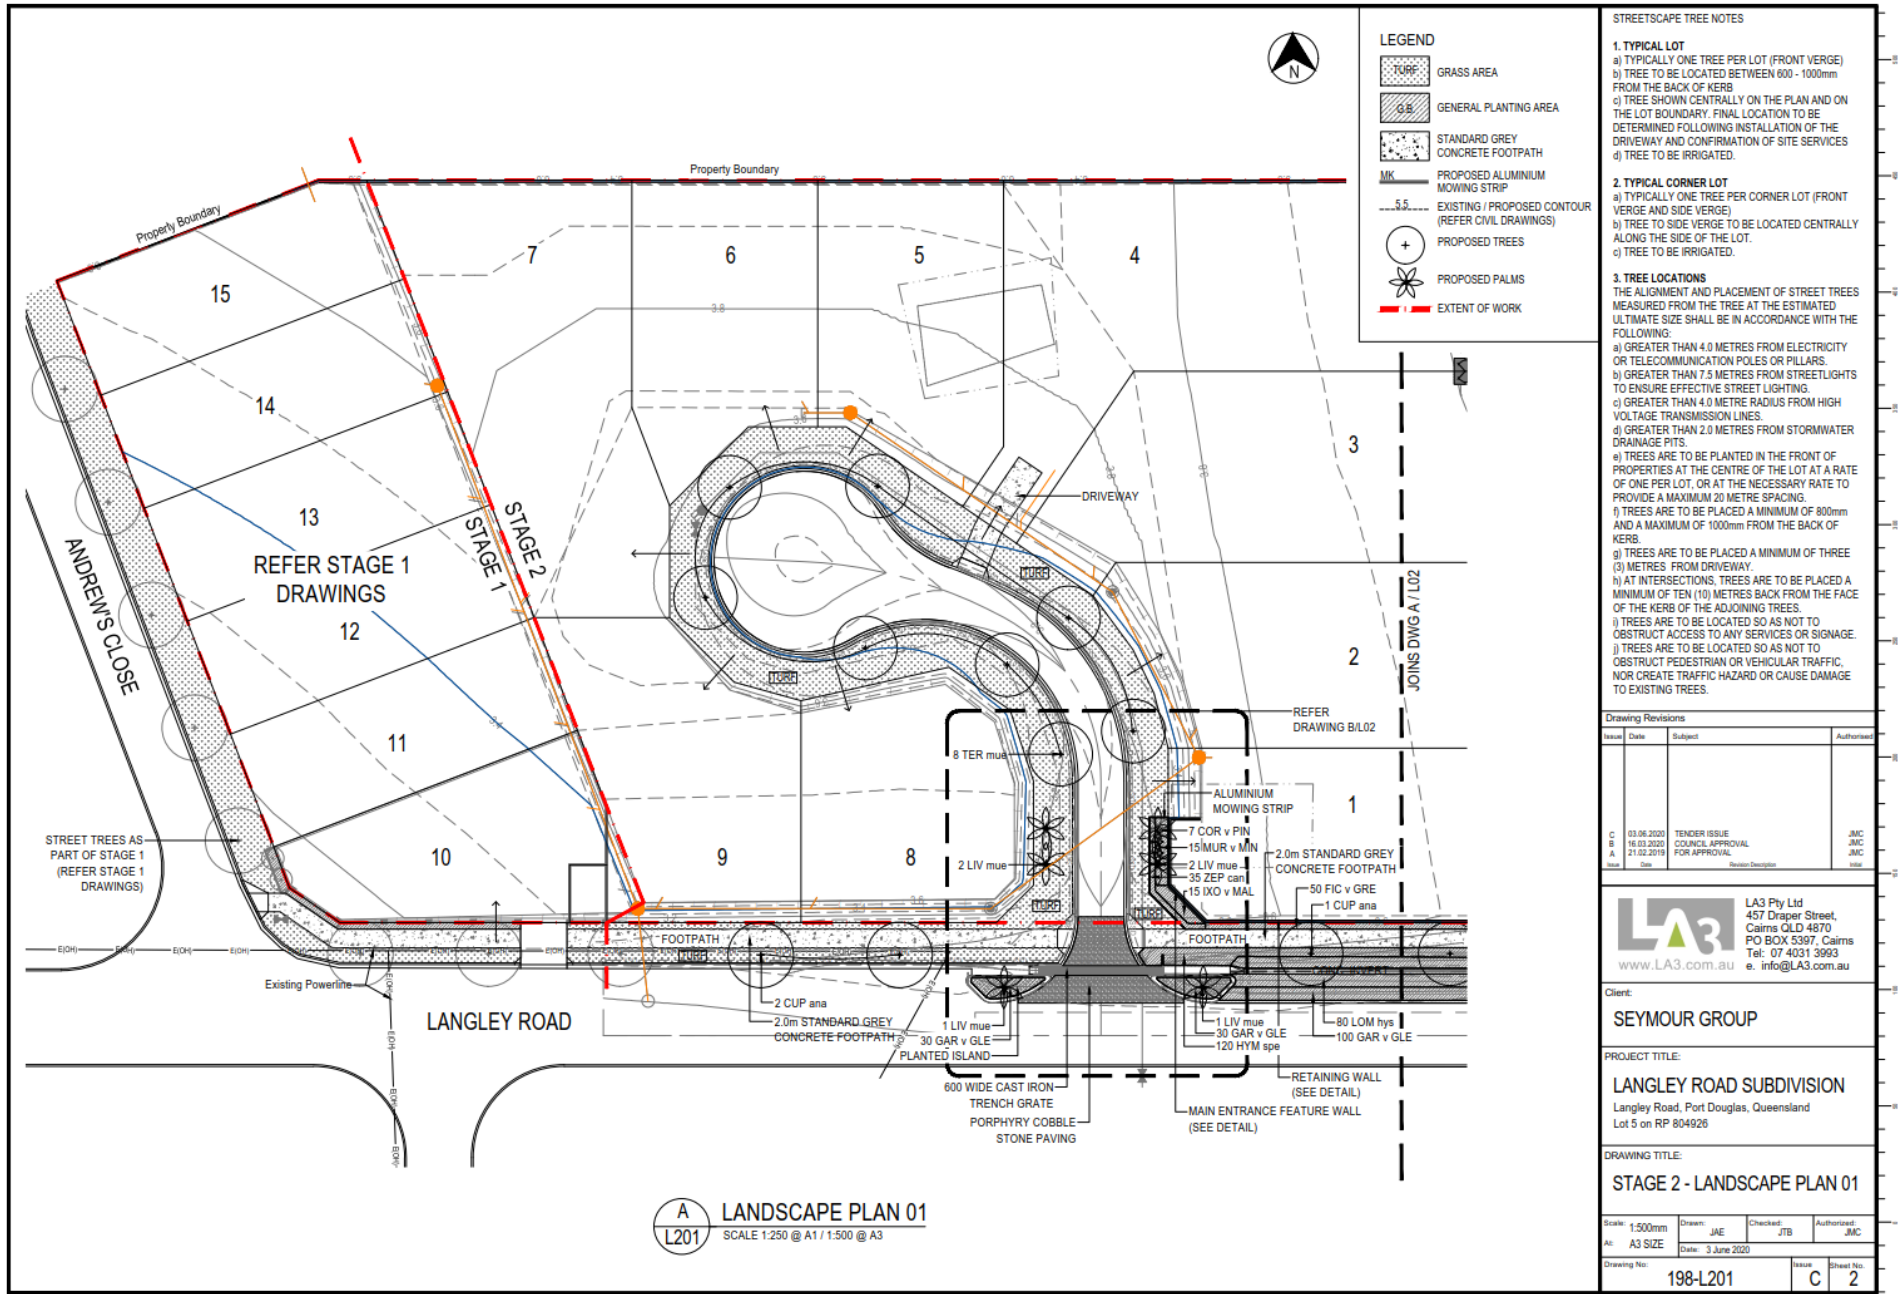 Property Boundary
Property Boundary
N
LEGEND
TURF
GRASS AREA
G.B.
GENERAL PLANTING AREA
STANDARD GREY
CONCRETE FOOTPATH
MK
PROPOSED ALUMINIUM
MOWING STRIP
5.5
EXISTING / PROPOSED CONTOUR
(REFER CIVIL DRAWINGS)
PROPOSED TREES
PROPOSED PALMS
EXTENT OF WORK
15
14
13
REFER STAGE 1
DRAWINGS
12
11
10
7
6
5
4
3
2
1
9
8
3.8
STAGE 1
STAGE 2
ANDREW'S CLOSE
DRIVEWAY
TURF
TURF
JOINS DWG A / L02
REFER
DRAWING B/L02
8 TER mue
ALUMINIUM
MOWING STRIP
7 COR v PIN
15 MUR v MIN
2 LIV mue
2 LIV mue
35 ZEP can
15 IXO v MAL
2.0m STANDARD GREY
CONCRETE FOOTPATH
50 FIC v GRE
1 CUP ana
STREET TREES AS
PART OF STAGE 1
(REFER STAGE 1
DRAWINGS)
TURF
TURF
FOOTPATH
FOOTPATH
TURF
E(OH)
E(OH)
E(OH)
E(OH)
Existing Powerline
LANGLEY ROAD
2 CUP ana
2.0m STANDARD GREY
CONCRETE FOOTPATH
1 LIV mue
30 GAR v GLE
PLANTED ISLAND
1 LIV mue
30 GAR v GLE
120 HYM spe
80 LOM hys
100 GAR v GLE
600 WIDE CAST IRON
TRENCH GRATE
PORPHYRY COBBLE
STONE PAVING
RETAINING WALL
(SEE DETAIL)
MAIN ENTRANCE FEATURE WALL
(SEE DETAIL)
A
L201
LANDSCAPE PLAN 01
SCALE 1:250 @ A1 / 1:500 @ A3
STREETSCAPE TREE NOTES
1. TYPICAL LOT
a) TYPICALLY ONE TREE PER LOT (FRONT VERGE)
b) TREE TO BE LOCATED BETWEEN 600 - 1000mm
FROM THE BACK OF KERB
c) TREE SHOWN CENTRALLY ON THE PLAN AND ON
THE LOT BOUNDARY. FINAL LOCATION TO BE
DETERMINED FOLLOWING INSTALLATION OF THE
DRIVEWAY AND CONFIRMATION OF SITE SERVICES
d) TREE TO BE IRRIGATED.
2. TYPICAL CORNER LOT
a) TYPICALLY ONE TREE PER CORNER LOT (FRONT
VERGE AND SIDE VERGE)
b) TREE TO SIDE VERGE TO BE LOCATED CENTRALLY
ALONG THE SIDE OF THE LOT.
c) TREE TO BE IRRIGATED.
3. TREE LOCATIONS
THE ALIGNMENT AND PLACEMENT OF STREET TREES
MEASURED FROM THE TREE AT THE ESTIMATED
ULTIMATE SIZE SHALL BE IN ACCORDANCE WITH THE
FOLLOWING:
a) GREATER THAN 4.0 METRES FROM ELECTRICITY
OR TELECOMMUNICATION POLES OR PILLARS.
b) GREATER THAN 7.5 METRES FROM STREETLIGHTS
TO ENSURE EFFECTIVE STREET LIGHTING.
c) GREATER THAN 4.0 METRE RADIUS FROM HIGH
VOLTAGE TRANSMISSION LINES.
d) GREATER THAN 2.0 METRES FROM STORMWATER
DRAINAGE PITS.
e) TREES ARE TO BE PLANTED IN THE FRONT OF
PROPERTIES AT THE CENTRE OF THE LOT AT A RATE
OF ONE PER LOT, OR AT THE NECESSARY RATE TO
PROVIDE A MAXIMUM 20 METRE SPACING.
f) TREES ARE TO BE PLACED A MINIMUM OF 800mm
AND A MAXIMUM OF 1000mm FROM THE BACK OF
KERB.
g) TREES ARE TO BE PLACED A MINIMUM OF THREE
(3) METRES FROM DRIVEWAY.
h) AT INTERSECTIONS, TREES ARE TO BE PLACED A
MINIMUM OF TEN (10) METRES BACK FROM THE FACE
OF THE KERB OF THE ADJOINING TREES.
i) TREES ARE TO BE LOCATED SO AS NOT TO
OBSTRUCT ACCESS TO ANY SERVICES OR SIGNAGE.
j) TREES ARE TO BE LOCATED SO AS NOT TO
OBSTRUCT PEDESTRIAN OR VEHICULAR TRAFFIC,
NOR CREATE TRAFFIC HAZARD OR CAUSE DAMAGE
TO EXISTING TREES.
Drawing Revisions
Issue Date Subject Authorised
C 03.06.2020 TENDER ISSUE JMC
B 16.03.2020 COUNCIL APPROVAL JMC
A 21.02.2019 FOR APPROVAL JMC
Issue Date Revision Description Initial
LA3
www.LA3.com.au
LA3 Pty Ltd
457 Draper Street,
Cairns QLD 4870
PO BOX 5397, Cairns
Tel: 07 4031 3993
e. info@LA3.com.au
Client:
SEYMOUR GROUP
PROJECT TITLE:
LANGLEY ROAD SUBDIVISION
Langley Road, Port Douglas, Queensland
Lot 5 on RP 804926
DRAWING TITLE:
STAGE 2 - LANDSCAPE PLAN 01
Scale: 1:500mm
At: A3 SIZE
Drawn: JAE
Checked: JTB
Authorized: JMC
Date: 3 June 2020
Drawing No:
198-L201
Issue
C
Sheet No.
2